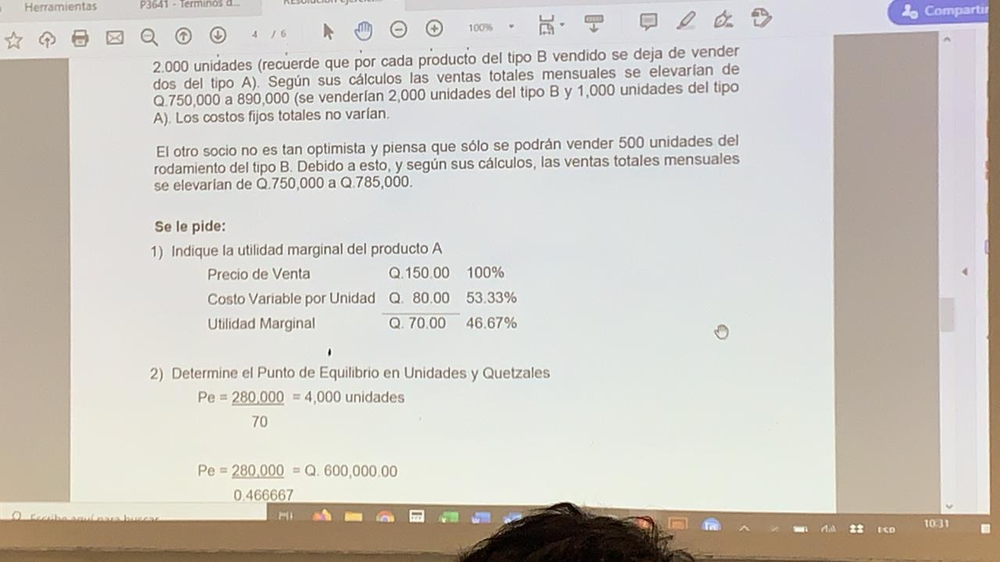 Herramientas
P3641 - Terminos d...
Compartir
4 / 6
100%
2.000 unidades (recuerde que por cada producto del tipo B vendido se deja de vender
dos del tipo A). Según sus cálculos las ventas totales mensuales se elevarían de
Q.750,000 a 890,000 (se venderían 2,000 unidades del tipo B y 1,000 unidades del tipo
A). Los costos fijos totales no varían.
El otro socio no es tan optimista y piensa que sólo se podrán vender 500 unidades del
rodamiento del tipo B. Debido a esto, y según sus cálculos, las ventas totales mensuales
se elevarían de Q.750,000 a Q.785,000.
Se le pide:
1) Indique la utilidad marginal del producto A
Precio de Venta Q.150.00 100%
Costo Variable por Unidad Q. 80.00 53.33%
Utilidad Marginal Q. 70.00 46.67%
2) Determine el Punto de Equilibrio en Unidades y Quetzales
Pe = 280,000 = 4,000 unidades
70
Pe = 280,000 = Q. 600,000.00
0.466667
Escribe aquí para buscar
10:31